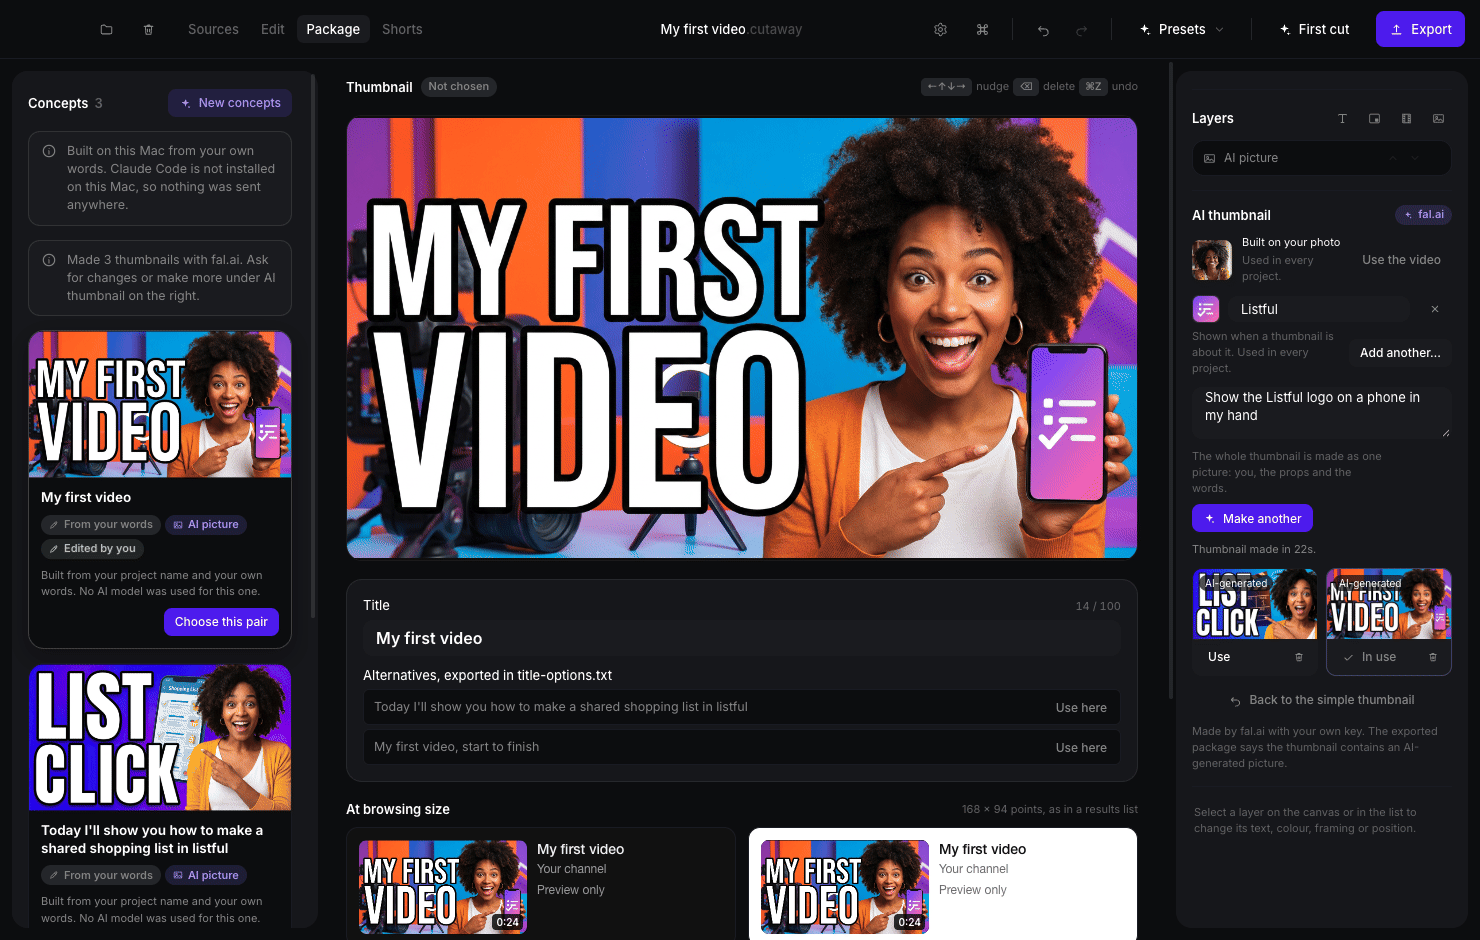 Sources Edit Package Shorts
My first video.cutaway
Presets
First cut
Export
Concepts 3
New concepts
Built on this Mac from your own
words. Claude Code is not installed
on this Mac, so nothing was sent
anywhere.
Made 3 thumbnails with fal.ai. Ask
for changes or make more under AI
thumbnail on the right.
MY FIRST
VIDEO
My first video
From your words
AI picture
Edited by you
Built from your project name and your own
words. No AI model was used for this one.
Choose this pair
LIST
CLICK
Today I'll show you how to make a
shared shopping list in listful
From your words
AI picture
Built from your project name and your own
words. No AI model was used for this one.
Thumbnail
Not chosen
←↑↓→ nudge ⌫ delete ⌘Z undo
MY FIRST
VIDEO
Title
14 / 100
My first video
Alternatives, exported in title-options.txt
Today I'll show you how to make a shared shopping list in listful
Use here
My first video, start to finish
Use here
At browsing size
168 × 94 points, as in a results list
MY FIRST
VIDEO
0:24
My first video
Your channel
Preview only
MY FIRST
VIDEO
0:24
My first video
Your channel
Preview only
Layers
AI picture
AI thumbnail
fal.ai
Built on your photo
Used in every
project.
Use the video
Listful
Shown when a thumbnail is
about it. Used in every
project.
Add another...
Show the Listful logo on a phone in
my hand
The whole thumbnail is made as one
picture: you, the props and the
words.
Make another
Thumbnail made in 22s.
AI-generated
LIST
CLICK
Use
AI-generated
MY FIRST
VIDEO
In use
Back to the simple thumbnail
Made by fal.ai with your own key. The exported
package says the thumbnail contains an AI-
generated picture.
Select a layer on the canvas or in the list to
change its text, colour, framing or position.